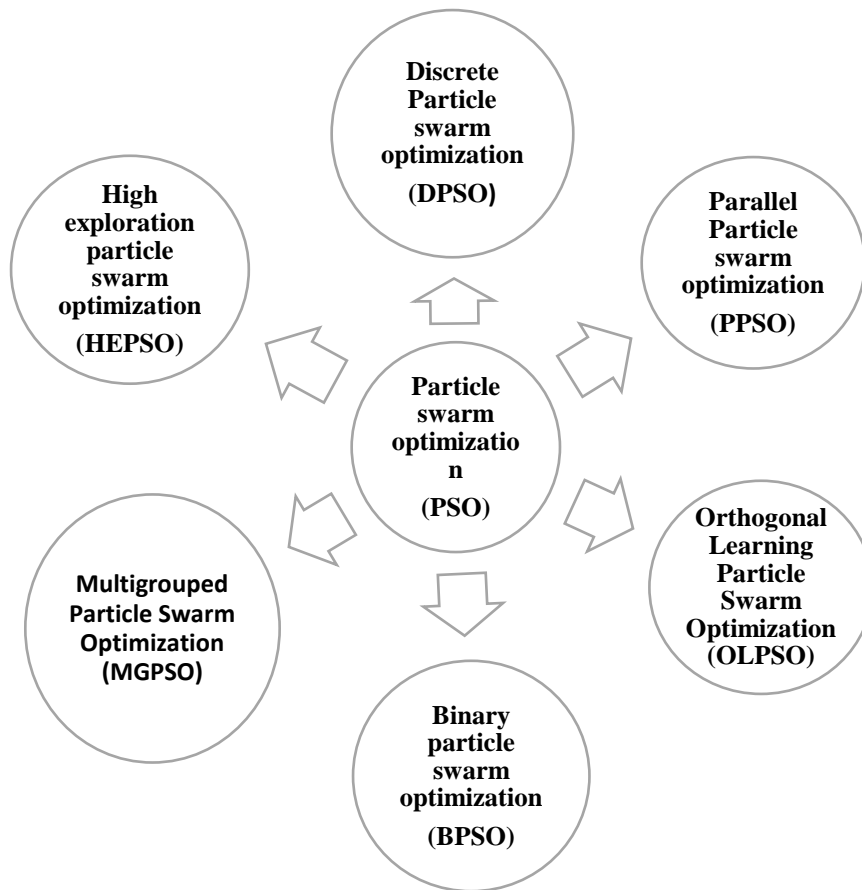 Discrete
Particle
swarm
optimization
(DPSO)
High
exploration
particle
swarm
optimization
(HEPSO)
Parallel
Particle
swarm
optimization
(PPSO)
Particle
swarm
optimizatio
n
(PSO)
Multigrouped
Particle Swarm
Optimization
(MGPSO)
Orthogonal
Learning
Particle
Swarm
Optimization
(OLPSO)
Binary
particle
swarm
optimization
(BPSO)